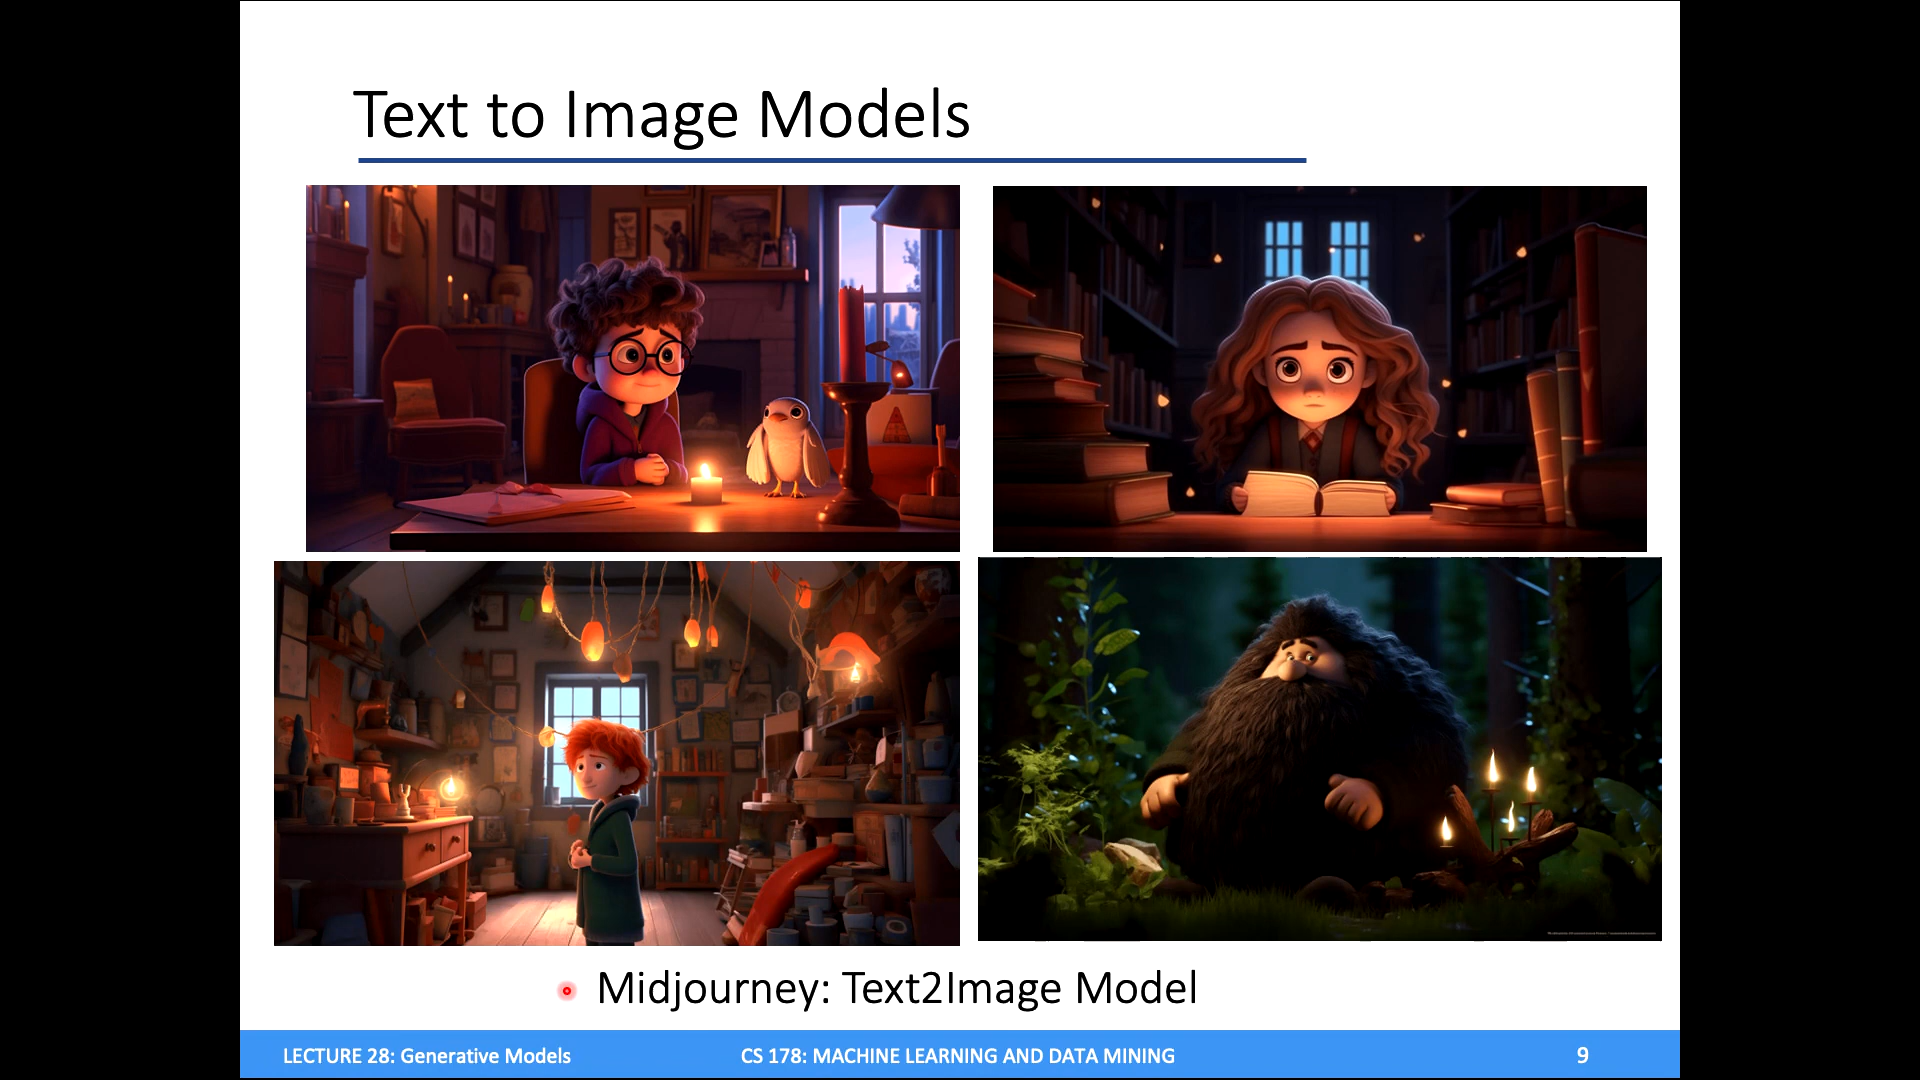 Text to Image Models
Midjourney: Text2Image Model
LECTURE 28: Generative Models
CS 178: MACHINE LEARNING AND DATA MINING
9